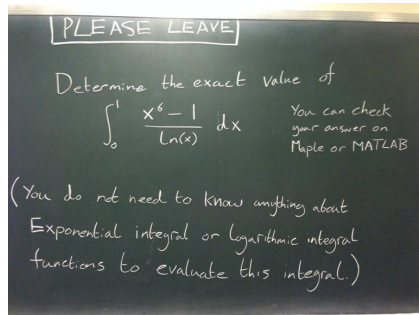 PLEASE LEAVE
Determine the exact value of
∫₀¹ (x⁶ − 1)/Ln(x) dx
You can check
your answer on
Maple or MATLAB
(You do not need to know anything about
Exponential integral or Logarithmic integral
functions to evaluate this integral.)